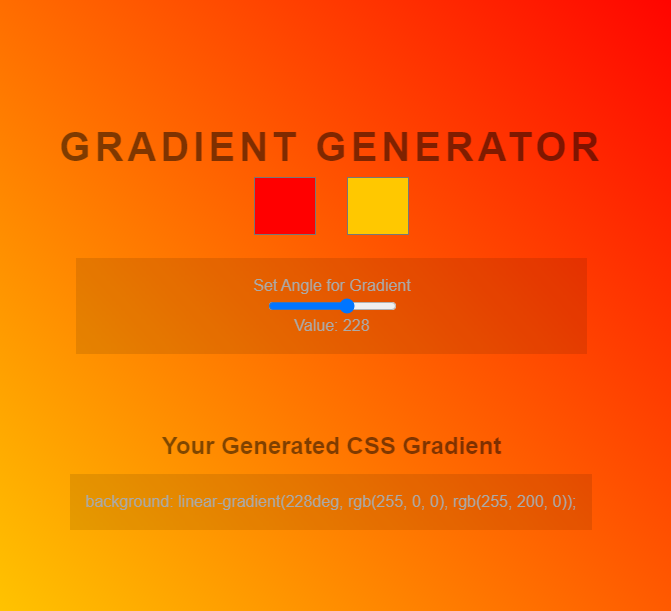 GRADIENT GENERATOR
Set Angle for Gradient
Value: 228
Your Generated CSS Gradient
background: linear-gradient(228deg, rgb(255, 0, 0), rgb(255, 200, 0));